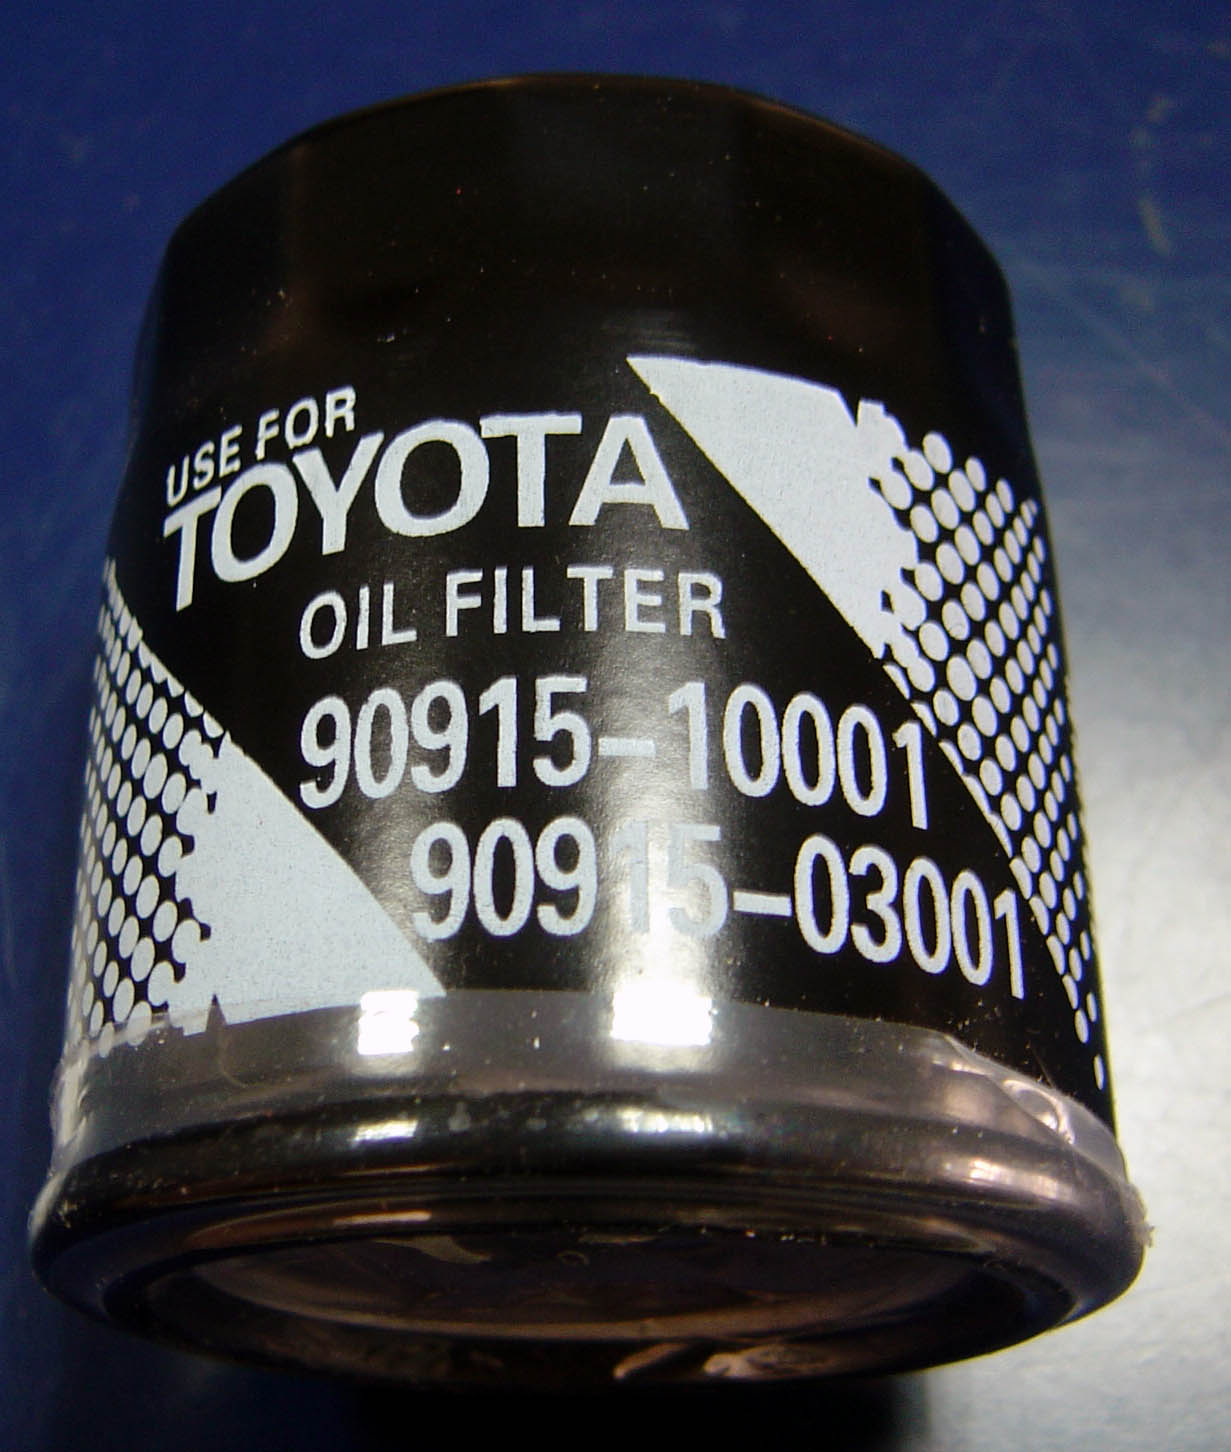 USE FOR
TOYOTA
OIL FILTER
90915-10001
90915-03001